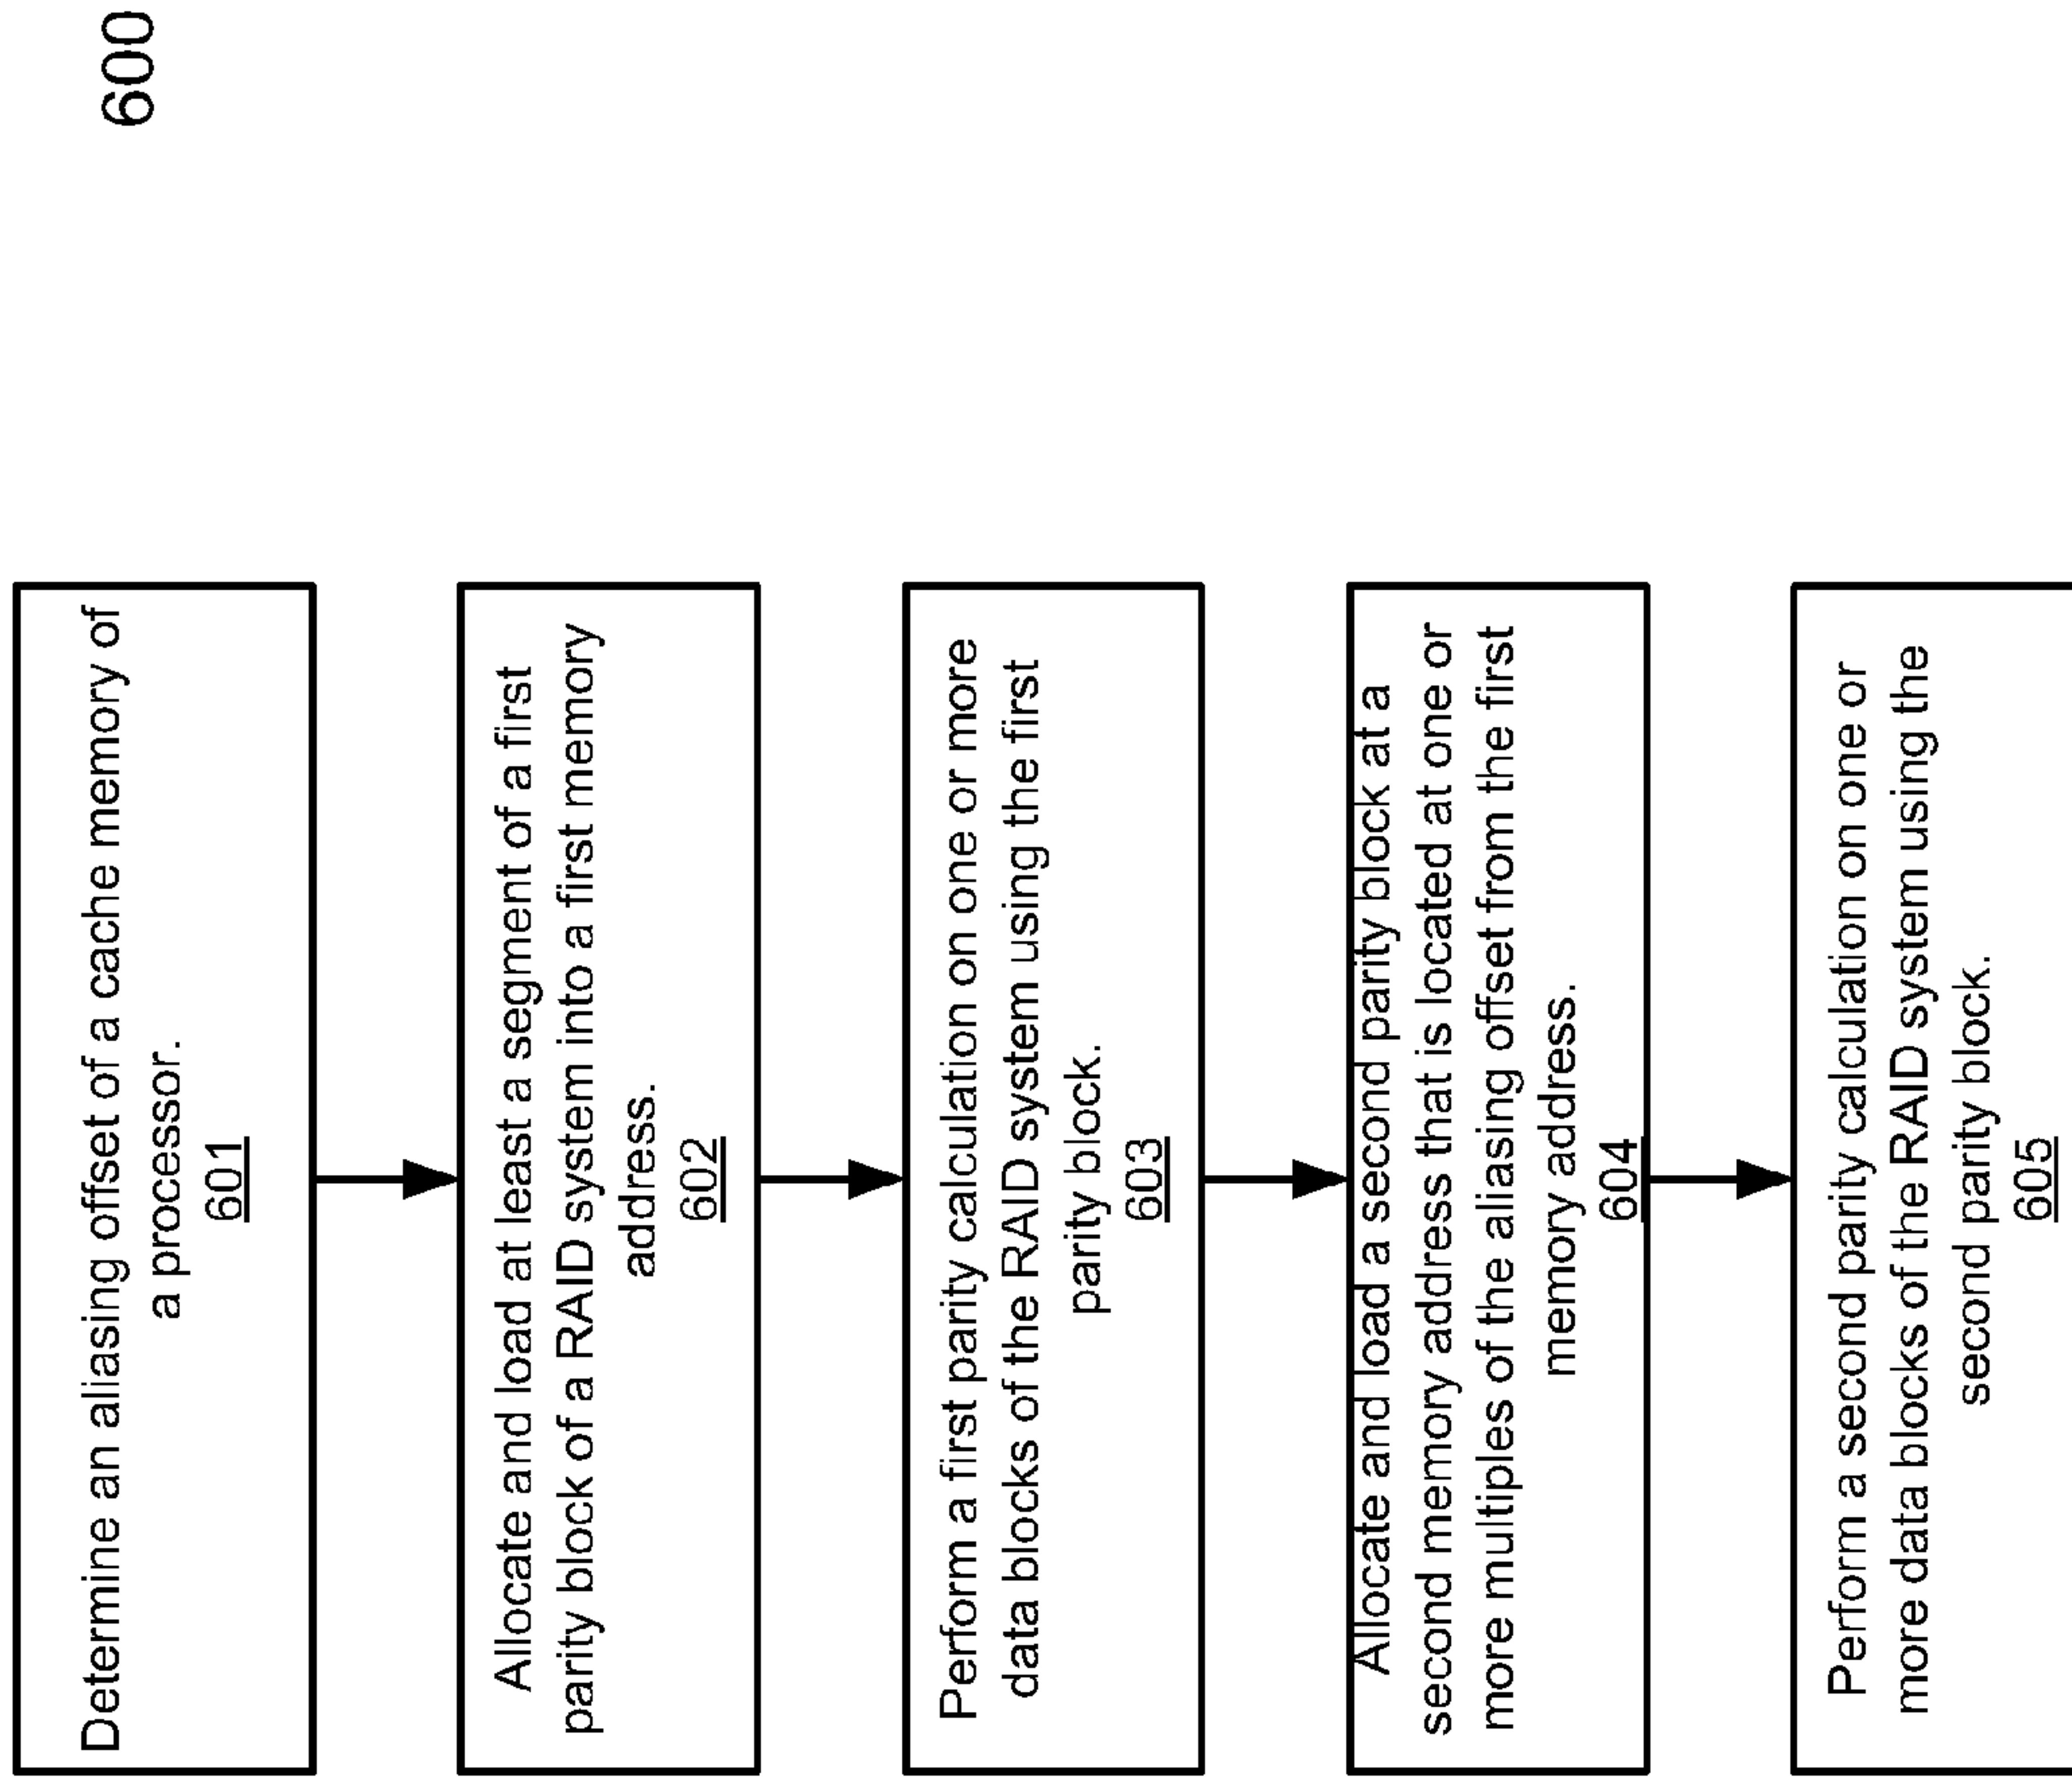 600
Determine an aliasing offset of a cache memory of
a processor.
601
Allocate and load at least a segment of a first
parity block of a RAID system into a first memory
address.
602
Perform a first parity calculation on one or more
data blocks of the RAID system using the first
parity block.
603
Allocate and load a second parity block at a
second memory address that is located at one or
more multiples of the aliasing offset from the first
memory address.
604
Perform a second parity calculation on one or
more data blocks of the RAID system using the
second parity block.
605